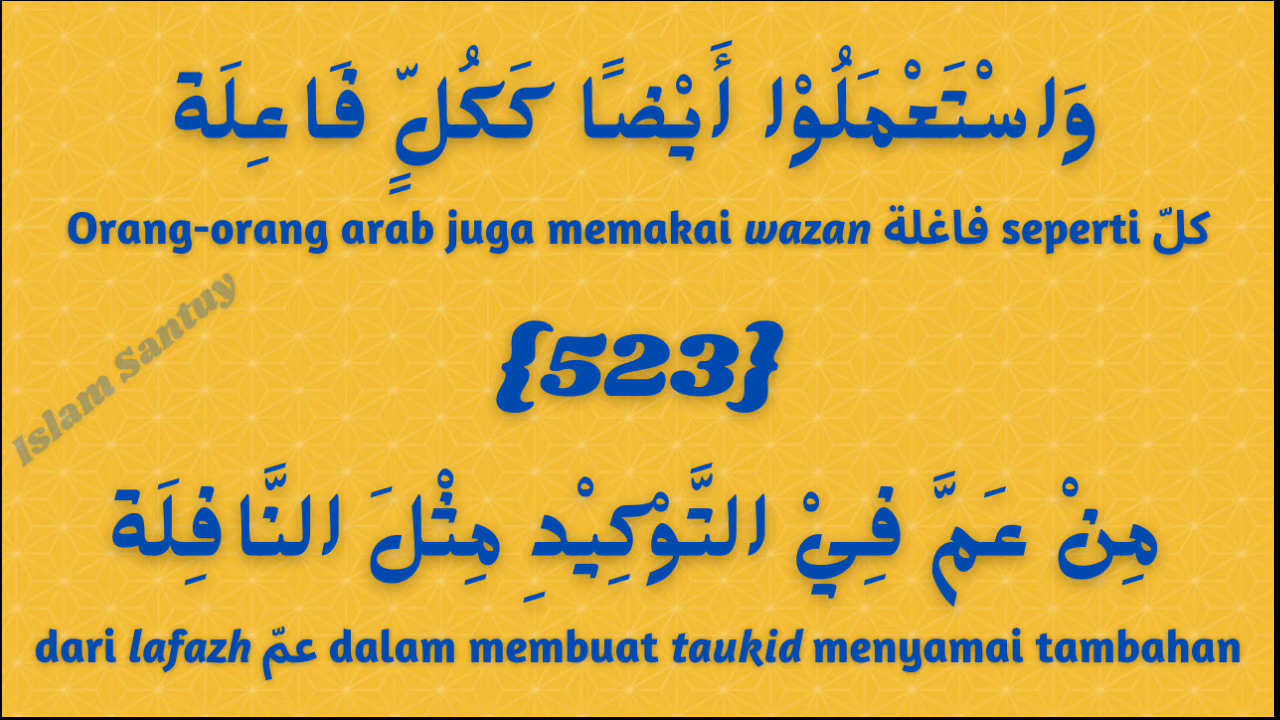 وَاسْتَعْمَلُوْا أَيْضًا كَكُلٍّ فَاعِلَة
Orang-orang arab juga memakai wazan فاغلة seperti كلّ
Islam Santuy
{523}
مِنْ عَمَّ فِيْ التَّوْكِيْدِ مِثْلَ النَّافِلَة
dari lafazh عمّ dalam membuat taukid menyamai tambahan